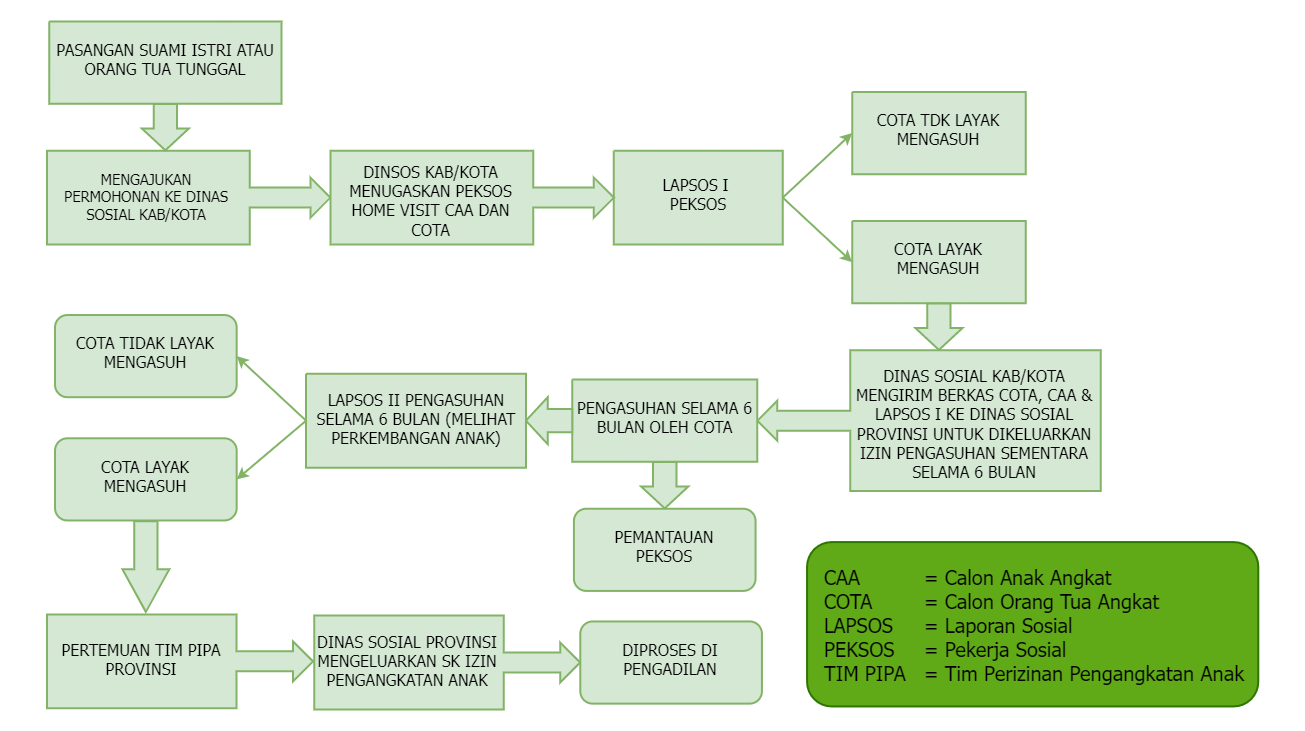 PASANGAN SUAMI ISTRI ATAU
ORANG TUA TUNGGAL
MENGAJUKAN
PERMOHONAN KE DINAS
SOSIAL KAB/KOTA
DINSOS KAB/KOTA
MENUGASKAN PEKSOS
HOME VISIT CAA DAN
COTA
LAPSOS I
PEKSOS
COTA TDK LAYAK
MENGASUH
COTA LAYAK
MENGASUH
DINAS SOSIAL KAB/KOTA
MENGIRIM BERKAS COTA, CAA &
LAPSOS I KE DINAS SOSIAL
PROVINSI UNTUK DIKELUARKAN
IZIN PENGASUHAN SEMENTARA
SELAMA 6 BULAN
PENGASUHAN SELAMA 6
BULAN OLEH COTA
PEMANTAUAN
PEKSOS
LAPSOS II PENGASUHAN
SELAMA 6 BULAN (MELIHAT
PERKEMBANGAN ANAK)
COTA TIDAK LAYAK
MENGASUH
COTA LAYAK
MENGASUH
PERTEMUAN TIM PIPA
PROVINSI
DINAS SOSIAL PROVINSI
MENGELUARKAN SK IZIN
PENGANGKATAN ANAK
DIPROSES DI
PENGADILAN
CAA = Calon Anak Angkat
COTA = Calon Orang Tua Angkat
LAPSOS = Laporan Sosial
PEKSOS = Pekerja Sosial
TIM PIPA = Tim Perizinan Pengangkatan Anak